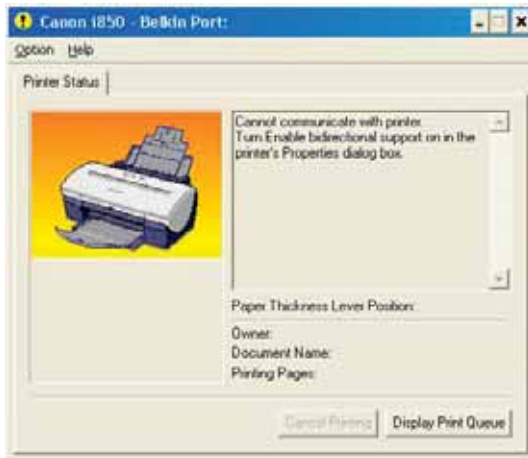 Canon i850 - Belkin Port:
Option Help
Printer Status
Cannot communicate with printer.
Turn Enable bidirectional support on in the
printer's Properties dialog box.
Paper Thickness Lever Position:
Owner:
Document Name:
Printing Pages:
Cancel Printing Display Print Queue